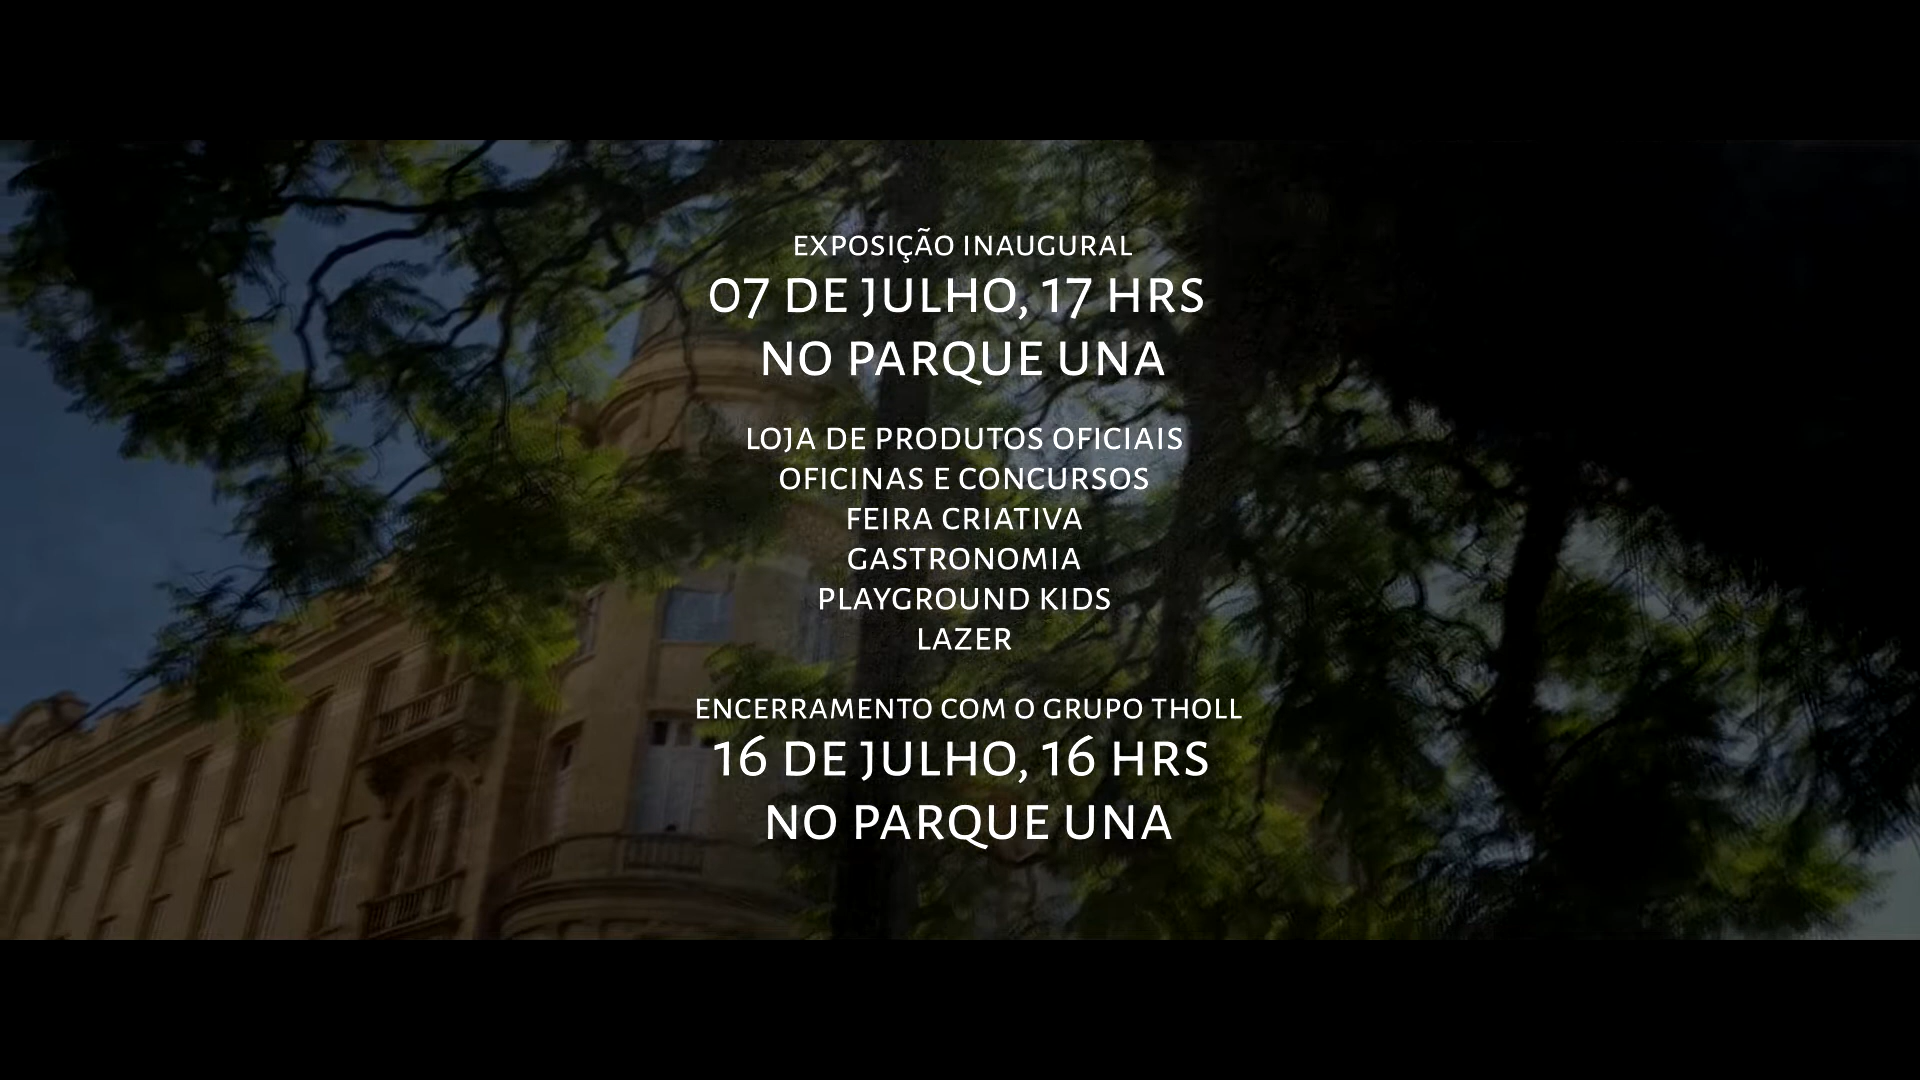 EXPOSIÇÃO INAUGURAL
07 DE JULHO, 17 HRS
NO PARQUE UNA
LOJA DE PRODUTOS OFICIAIS
OFICINAS E CONCURSOS
FEIRA CRIATIVA
GASTRONOMIA
PLAYGROUND KIDS
LAZER
ENCERRAMENTO COM O GRUPO THOLL
16 DE JULHO, 16 HRS
NO PARQUE UNA